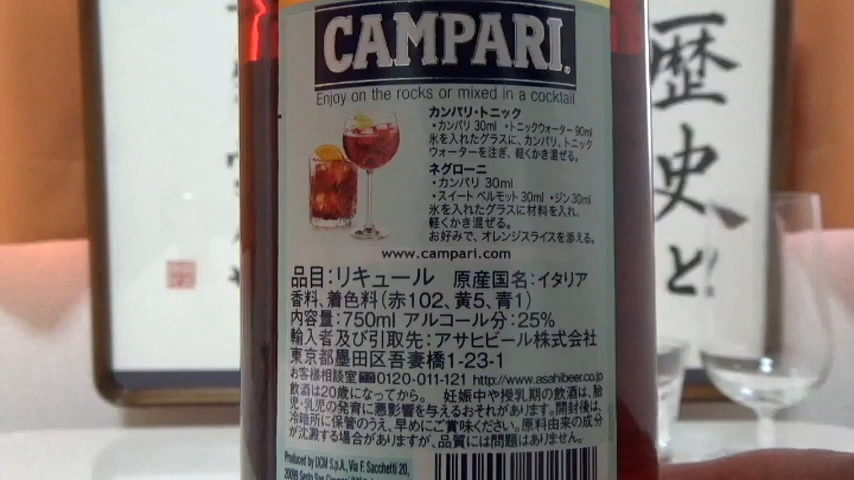 CAMPARI®
Enjoy on the rocks or mixed in a cocktail
カンパリ・トニック
・カンパリ 30ml ・トニックウォーター 90ml
氷を入れたグラスに、カンパリ、トニック
ウォーターを注ぎ、軽くかき混ぜる。
ネグローニ
・カンパリ 30ml
・スイート ベルモット 30ml ・ジン 30ml
氷を入れたグラスに材料を入れ、
軽くかき混ぜる。
お好みで、オレンジスライスを添える。
www.campari.com
品目：リキュール 原産国名：イタリア
香料、着色料（赤102、黄5、青1）
内容量：750ml アルコール分：25%
輸入者及び引取先：アサヒビール株式会社
東京都墨田区吾妻橋1-23-1
お客様相談室 0120-011-121 http://www.asahibeer.co.jp
飲酒は20歳になってから。 妊娠中や授乳期の飲酒は、胎
児・乳児の発育に悪影響を与えるおそれがあります。開封後は、
冷暗所に保管のうえ、早めにご賞味ください。原料由来の成分
が沈澱する場合がありますが、品質には問題はありません。
Produced by DCM S.p.A., Via F. Sacchetti 20,
20099 Sesto San Giovanni
歴史と